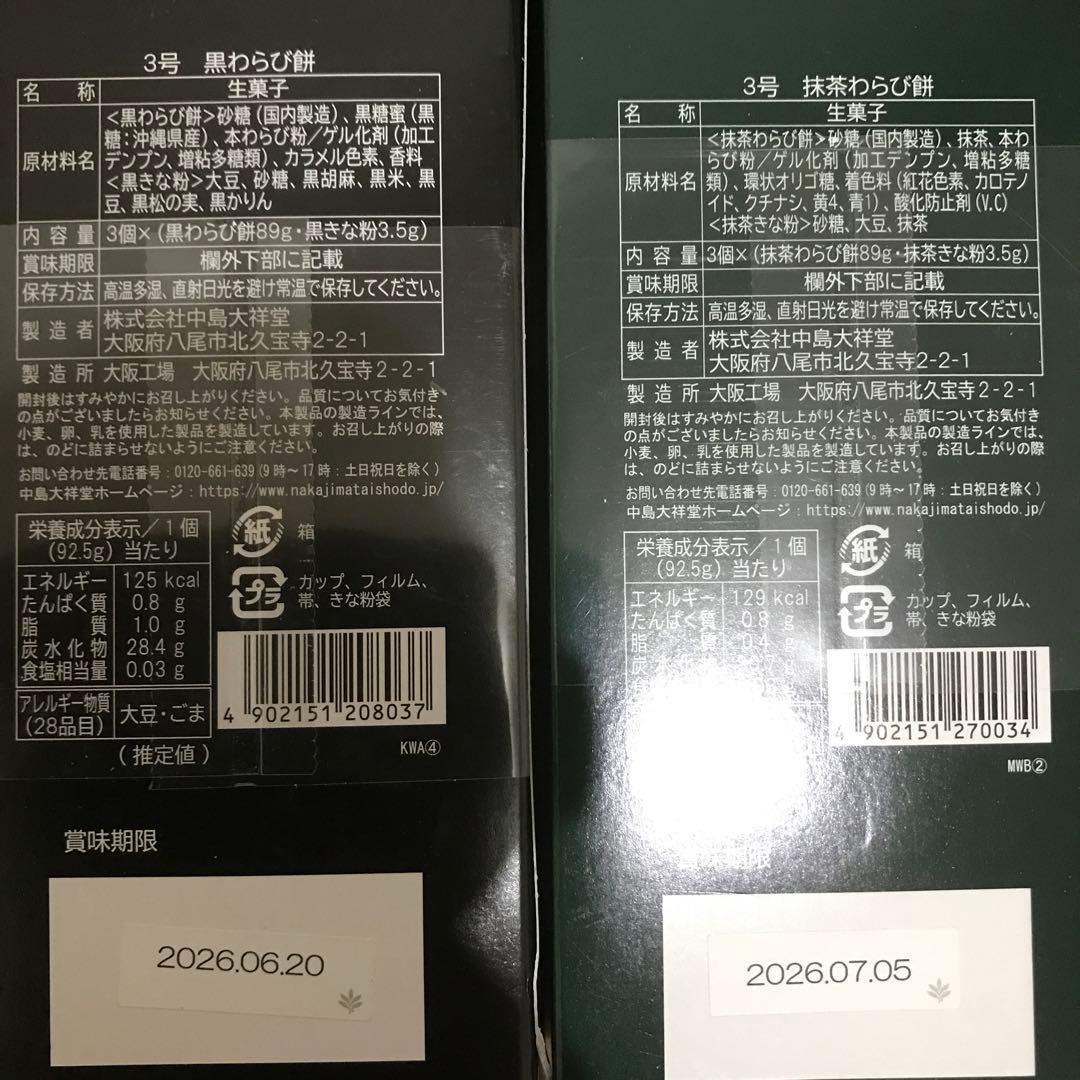 3号 黒わらび餅
名称 生菓子
原材料名
<黒わらび餅>砂糖(国内製造)、黒糖蜜(黒
糖:沖縄県産)、本わらび粉/ゲル化剤(加工
デンプン、増粘多糖類)、カラメル色素、香料
<黒きな粉>大豆、砂糖、黒胡麻、黒米、黒
豆、黒松の実、黒かりん
内容量 3個×(黒わらび餅89g・黒きな粉3.5g)
賞味期限 欄外下部に記載
保存方法 高温多湿、直射日光を避け常温で保存してください。
製造者 株式会社中島大祥堂
大阪府八尾市北久宝寺2-2-1
製造所 大阪工場 大阪府八尾市北久宝寺2-2-1
開封後はすみやかにお召し上がりください。品質についてお気付き
の点がございましたらお知らせください。本製品の製造ラインでは、
小麦、卵、乳を使用した製品を製造しています。お召し上がりの際
は、のどに詰まらせないようにご注意ください。
お問い合わせ先電話番号:0120-661-639(9時~17時:土日祝日を除く)
中島大祥堂ホームページ:https://www.nakajimataishodo.jp/
栄養成分表示/1個
(92.5g)当たり
エネルギー 125 kcal
たんぱく質 0.8 g
脂質 1.0 g
炭水化物 28.4 g
食塩相当量 0.03 g
アレルギー物質
(28品目) 大豆・ごま
(推定値)
紙 箱
プラ カップ、フィルム、
帯、きな粉袋
4 902151 208037
KWA④
賞味期限
2026.06.20
3号 抹茶わらび餅
名称 生菓子
原材料名
<抹茶わらび餅>砂糖(国内製造)、抹茶、本わ
らび粉/ゲル化剤(加工デンプン、増粘多糖
類)、環状オリゴ糖、着色料(紅花色素、カロテノ
イド、クチナシ、黄4、青1)、酸化防止剤(V.C)
<抹茶きな粉>砂糖、大豆、抹茶
内容量 3個×(抹茶わらび餅89g・抹茶きな粉3.5g)
賞味期限 欄外下部に記載
保存方法 高温多湿、直射日光を避け常温で保存してください。
製造者 株式会社中島大祥堂
大阪府八尾市北久宝寺2-2-1
製造所 大阪工場 大阪府八尾市北久宝寺2-2-1
開封後はすみやかにお召し上がりください。品質についてお気付き
の点がございましたらお知らせください。本製品の製造ラインでは、
小麦、卵、乳を使用した製品を製造しています。お召し上がりの際
は、のどに詰まらせないようにご注意ください。
お問い合わせ先電話番号:0120-661-639(9時~17時:土日祝日を除く)
中島大祥堂ホームページ:https://www.nakajimataishodo.jp/
栄養成分表示/1個
(92.5g)当たり
エネルギー 129 kcal
たんぱく質 0.8 g
脂質 0.4 g
炭水化
紙 箱
プラ カップ、フィルム、
帯、きな粉袋
4 902151 270034
MWB②
2026.07.05